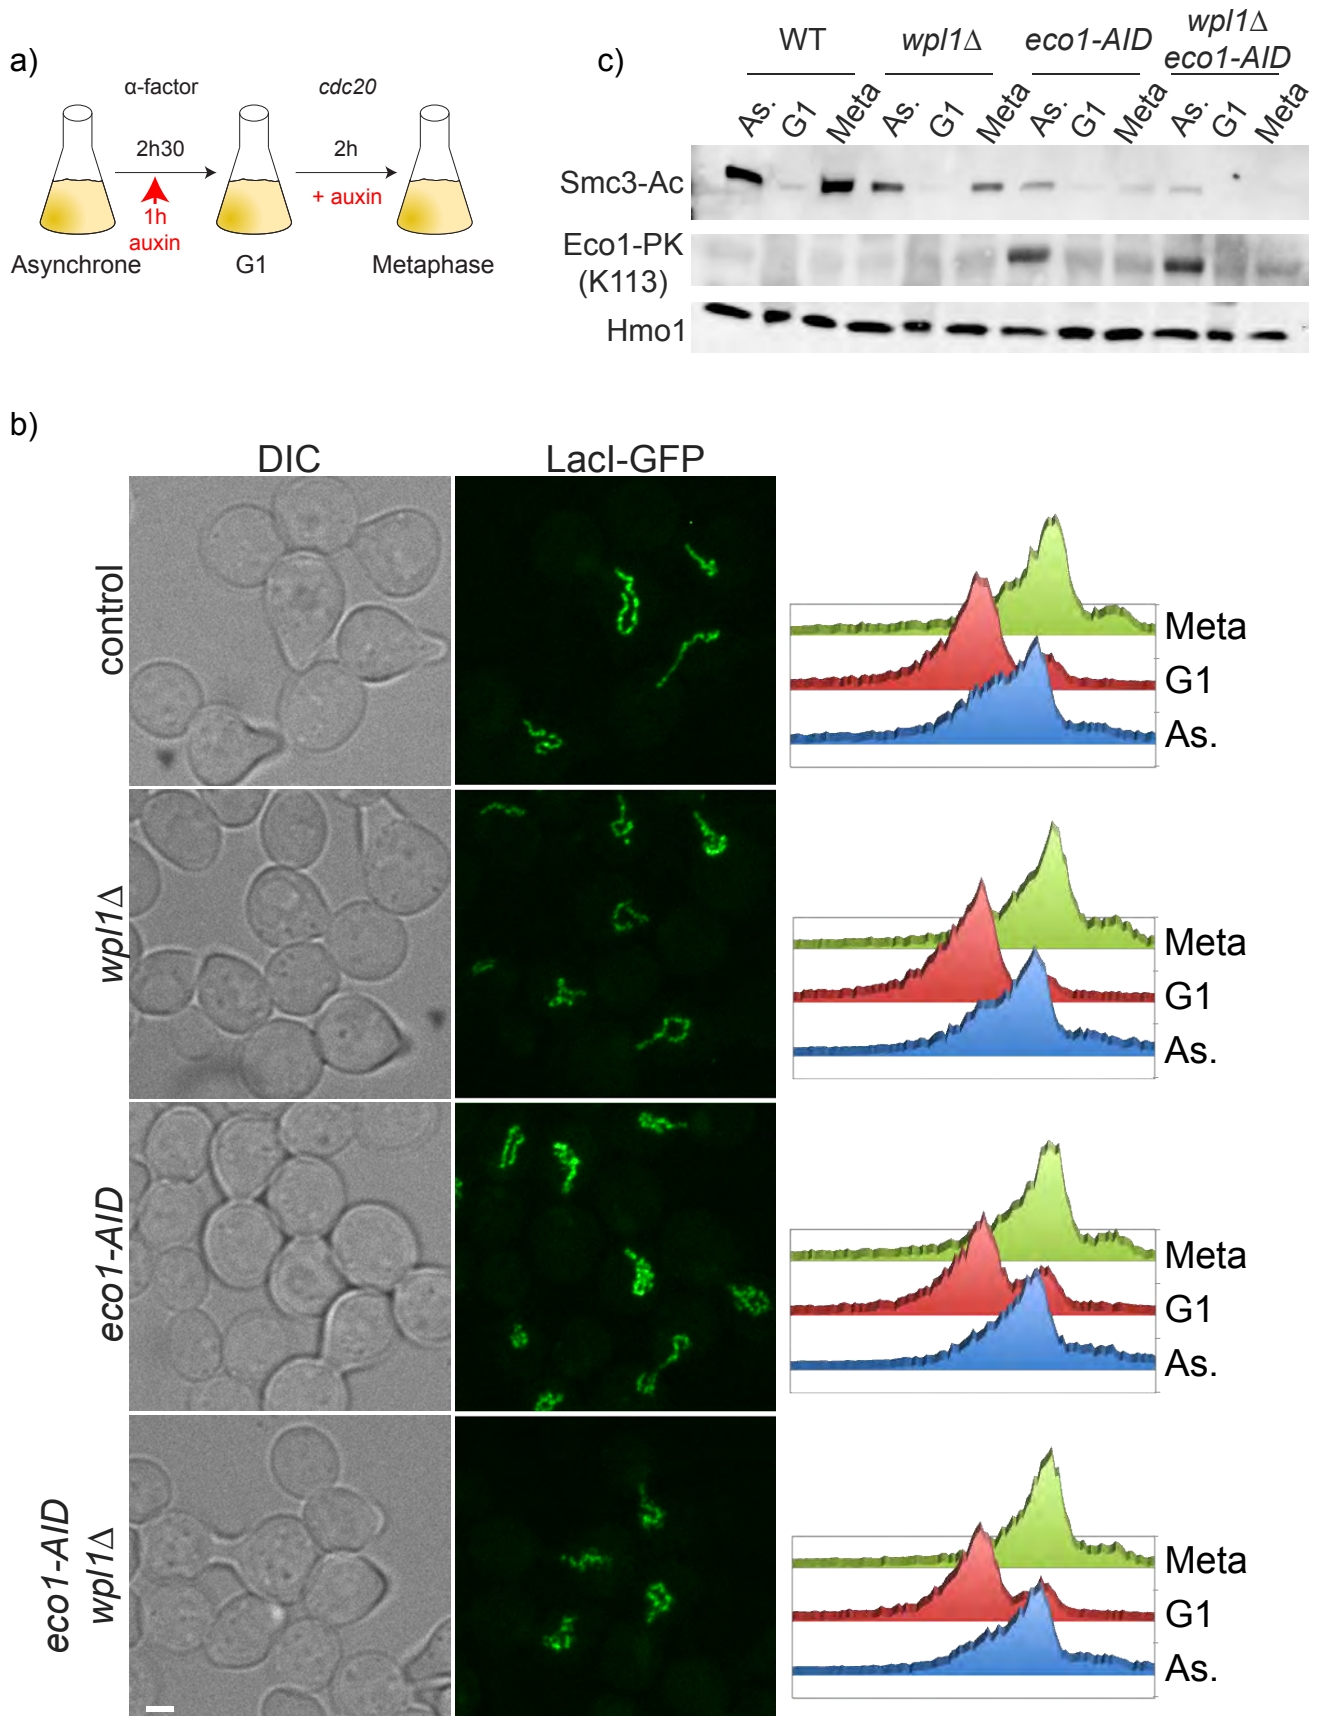 a)
α-factor
cdc20
2h30
2h
1h
auxin
+ auxin
Asynchrone
G1
Metaphase
c)
WT
wpl1Δ
eco1-AID
wpl1Δ
eco1-AID
As.
G1
Meta
As.
G1
Meta
As.
G1
Meta
As.
G1
Meta
Smc3-Ac
Eco1-PK
(K113)
Hmo1
b)
DIC
LacI-GFP
control
Meta
G1
As.
wpl1Δ
Meta
G1
As.
eco1-AID
Meta
G1
As.
eco1-AID
wpl1Δ
Meta
G1
As.